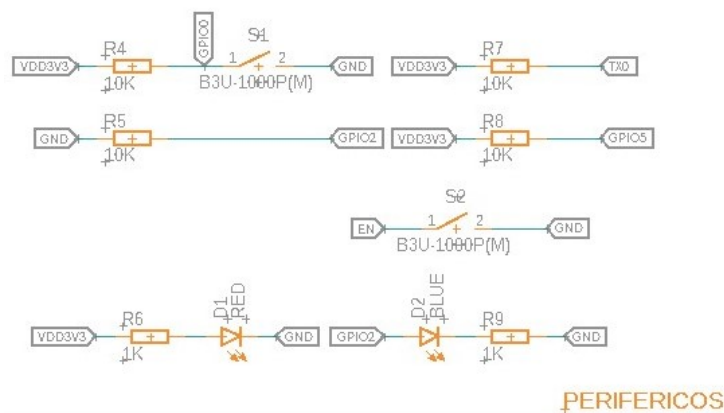 R4
GPIO0
S1
R7
VDD3V3
1
2
GND
VDD3V3
TX0
10K
B3U-1000P(M)
10K
R5
R8
GND
GPIO2
VDD3V3
GPIO5
10K
10K
S2
EN
1
2
GND
B3U-1000P(M)
R6
D1
RED
D2
BLUE
R9
VDD3V3
GND
GPIO2
GND
1K
1K
PERIFERICOS